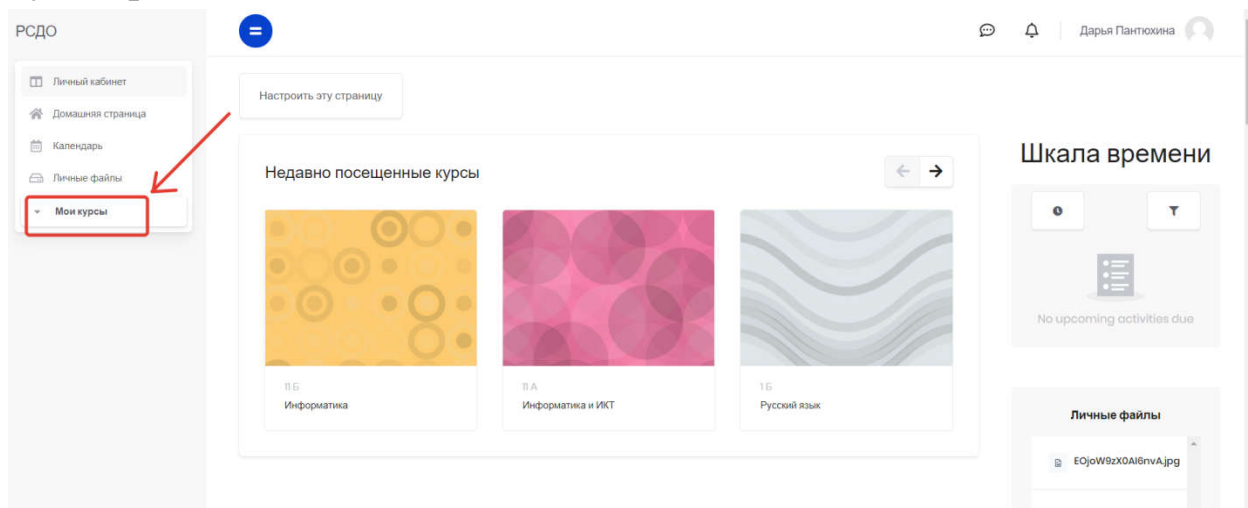 РСДО
Дарья Пантюхина
Личный кабинет
Домашняя страница
Календарь
Личные файлы
Мои курсы
Настроить эту страницу
Недавно посещенные курсы
11 Б
Информатика
11 А
Информатика и ИКТ
1 Б
Русский язык
Шкала времени
No upcoming activities due
Личные файлы
EOjoW9zX0AI6nvA.jpg